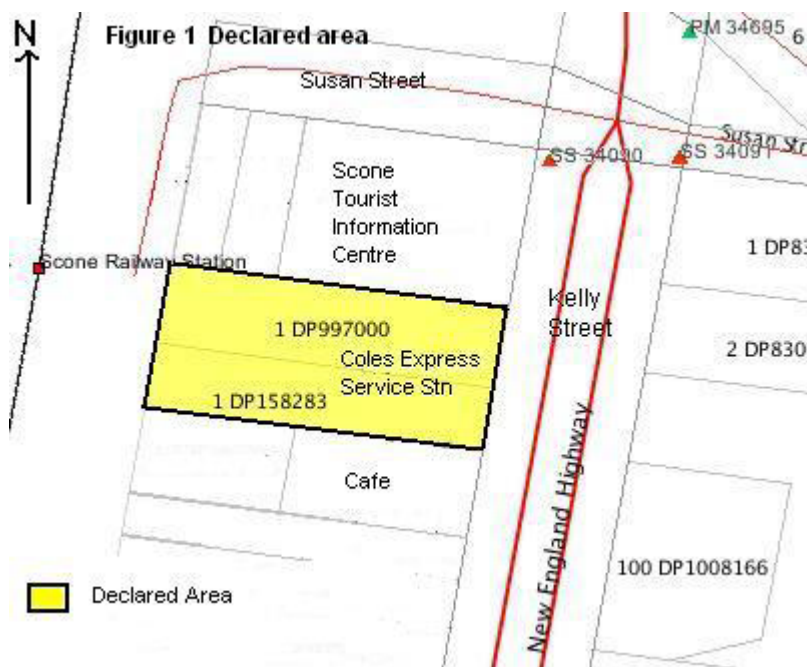 N
Figure 1 Declared area
PM 34695
6
Susan Street
Susan Str
SS 34090
SS 34091
Scone
Tourist
Information
Centre
Scone Railway Station
1 DP83
Kelly
Street
1 DP997000
2 DP830
Coles Express
Service Stn
1 DP158283
New England Highway
Cafe
100 DP1008166
Declared Area